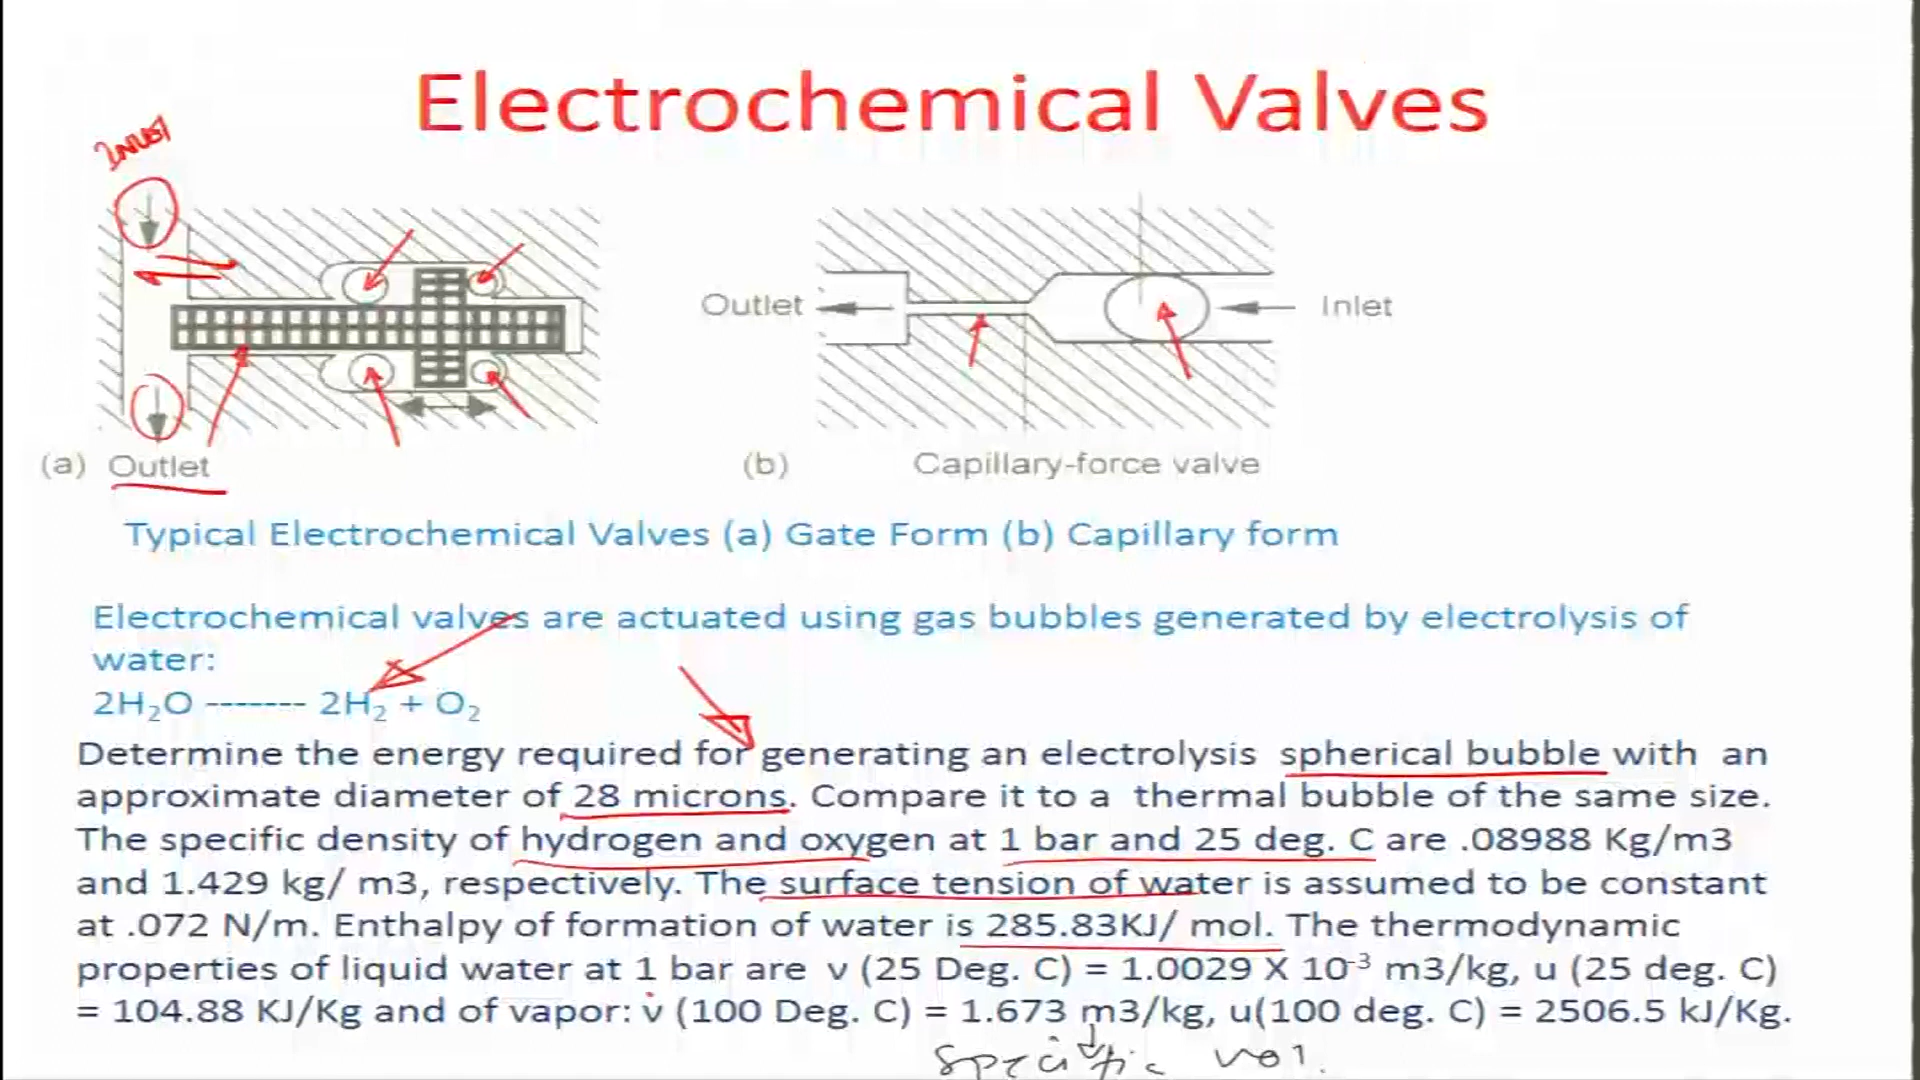 Electrochemical Valves
Inlet
Outlet
Inlet
(a) Outlet
(b)
Capillary-force valve
Typical Electrochemical Valves (a) Gate Form (b) Capillary form
Electrochemical valves are actuated using gas bubbles generated by electrolysis of
water:
2H₂O ------- 2H₂ + O₂
Determine the energy required for generating an electrolysis spherical bubble with an
approximate diameter of 28 microns. Compare it to a thermal bubble of the same size.
The specific density of hydrogen and oxygen at 1 bar and 25 deg. C are .08988 Kg/m3
and 1.429 kg/ m3, respectively. The surface tension of water is assumed to be constant
at .072 N/m. Enthalpy of formation of water is 285.83KJ/ mol. The thermodynamic
properties of liquid water at 1 bar are v (25 Deg. C) = 1.0029 X 10⁻³ m3/kg, u (25 deg. C)
= 104.88 KJ/Kg and of vapor: v (100 Deg. C) = 1.673 m3/kg, u(100 deg. C) = 2506.5 kJ/Kg.
specific vol.